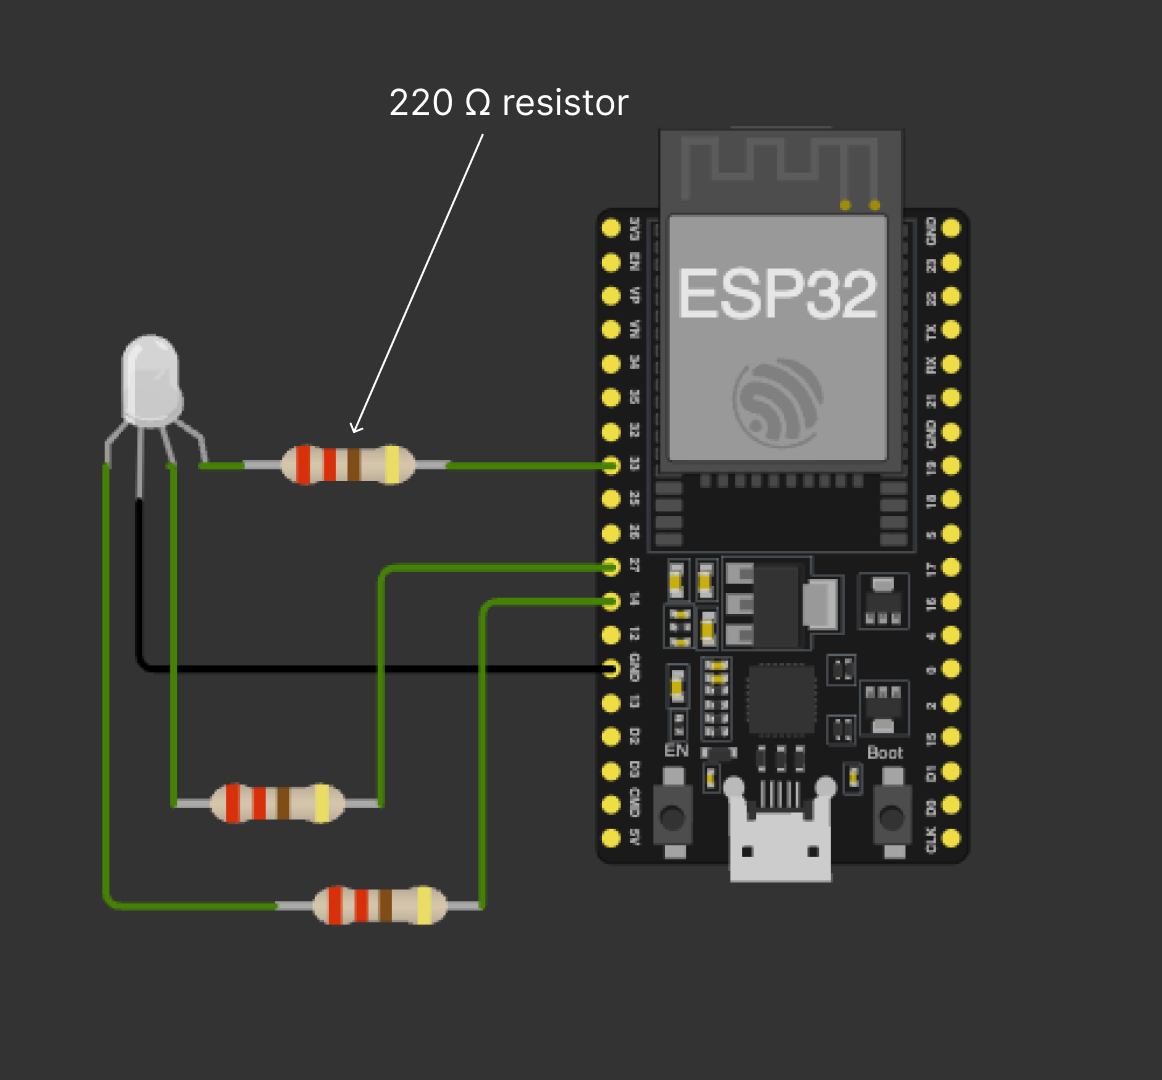 220 Ω resistor
ESP32
3V3
EN
VP
VN
34
35
32
33
25
26
27
14
12
GND
13
D2
D3
CMD
5V
GND
23
22
TX
RX
21
GND
19
18
5
17
16
4
0
2
15
D1
D0
CLK
EN
Boot